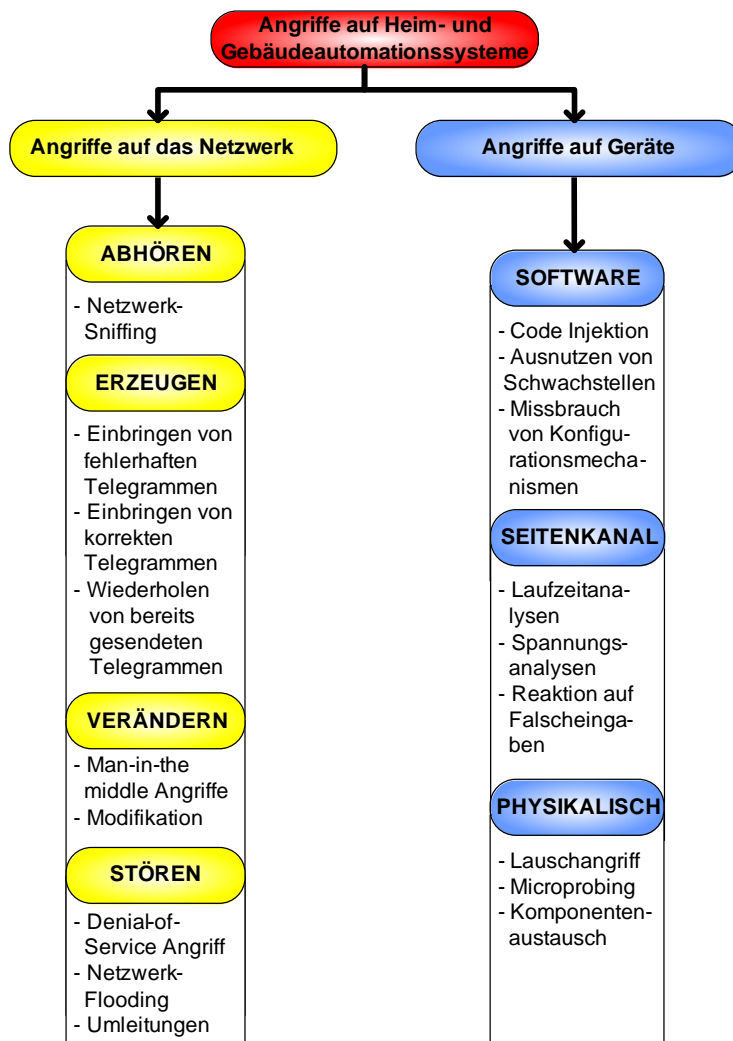 Angriffe auf Heim- und
Gebäudeautomationssysteme
Angriffe auf das Netzwerk
ABHÖREN
- Netzwerk-
Sniffing
ERZEUGEN
- Einbringen von
fehlerhaften
Telegrammen
- Einbringen von
korrekten
Telegrammen
- Wiederholen
von bereits
gesendeten
Telegrammen
VERÄNDERN
- Man-in-the
middle Angriffe
- Modifikation
STÖREN
- Denial-of-
Service Angriff
- Netzwerk-
Flooding
- Umleitungen
Angriffe auf Geräte
SOFTWARE
- Code Injektion
- Ausnutzen von
Schwachstellen
- Missbrauch
von Konfigu-
rationsmecha-
nismen
SEITENKANAL
- Laufzeitana-
lysen
- Spannungs-
analysen
- Reaktion auf
Falscheinga-
ben
PHYSIKALISCH
- Lauschangriff
- Microprobing
- Komponenten-
austausch